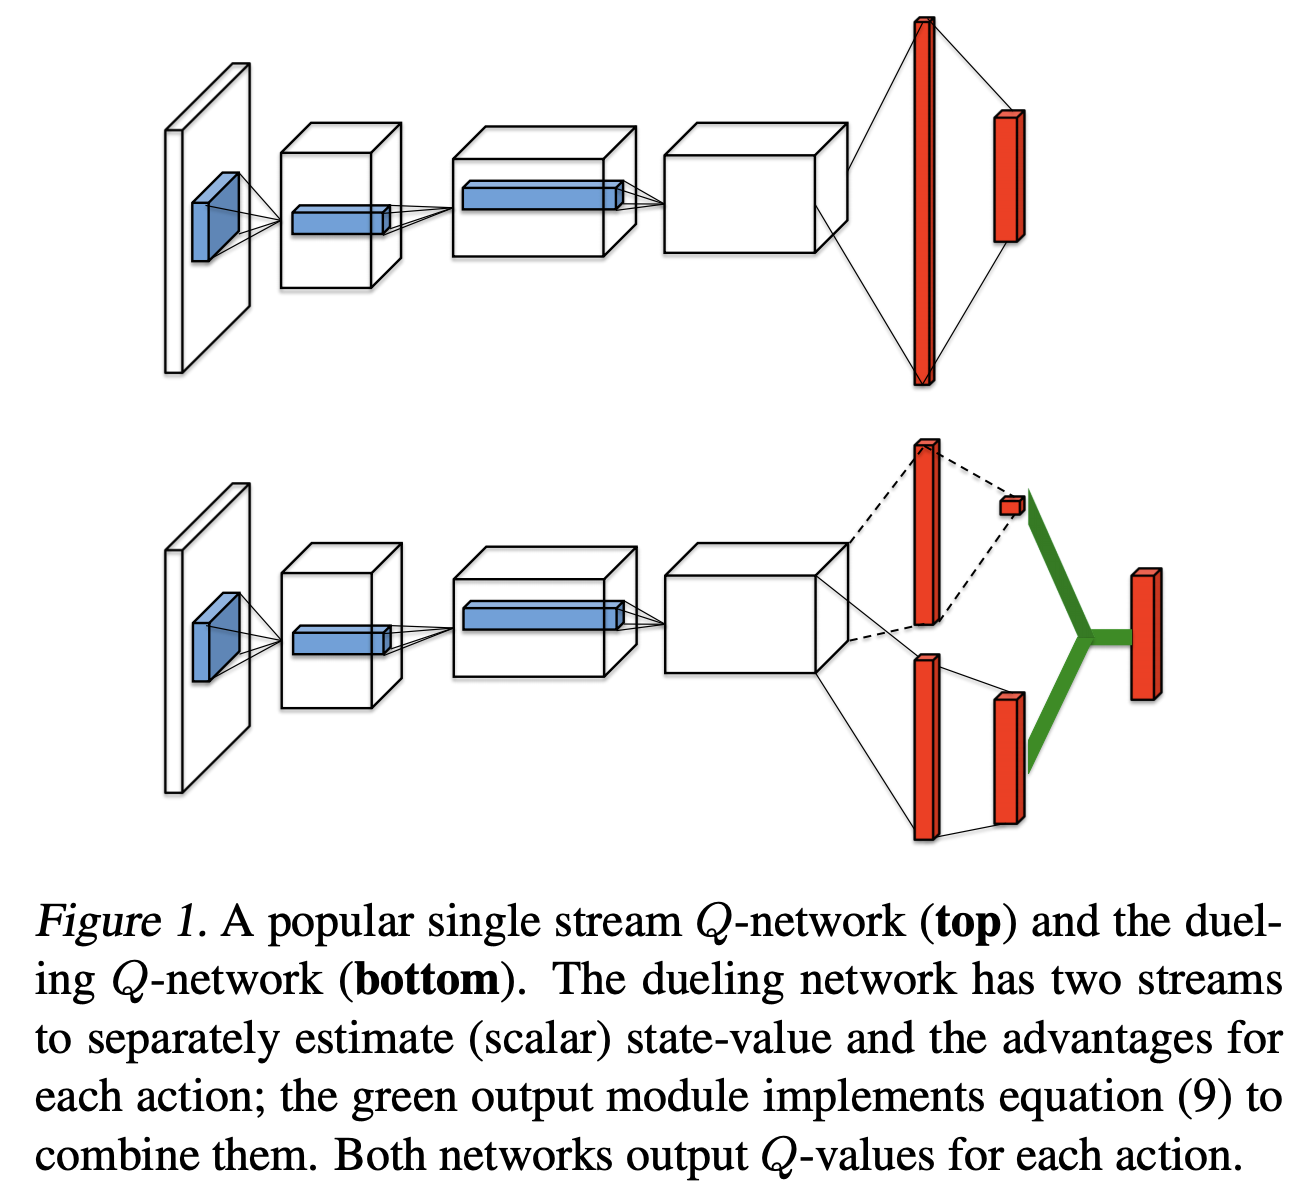 Figure 1. A popular single stream Q-network (top) and the duel-
ing Q-network (bottom). The dueling network has two streams
to separately estimate (scalar) state-value and the advantages for
each action; the green output module implements equation (9) to
combine them. Both networks output Q-values for each action.